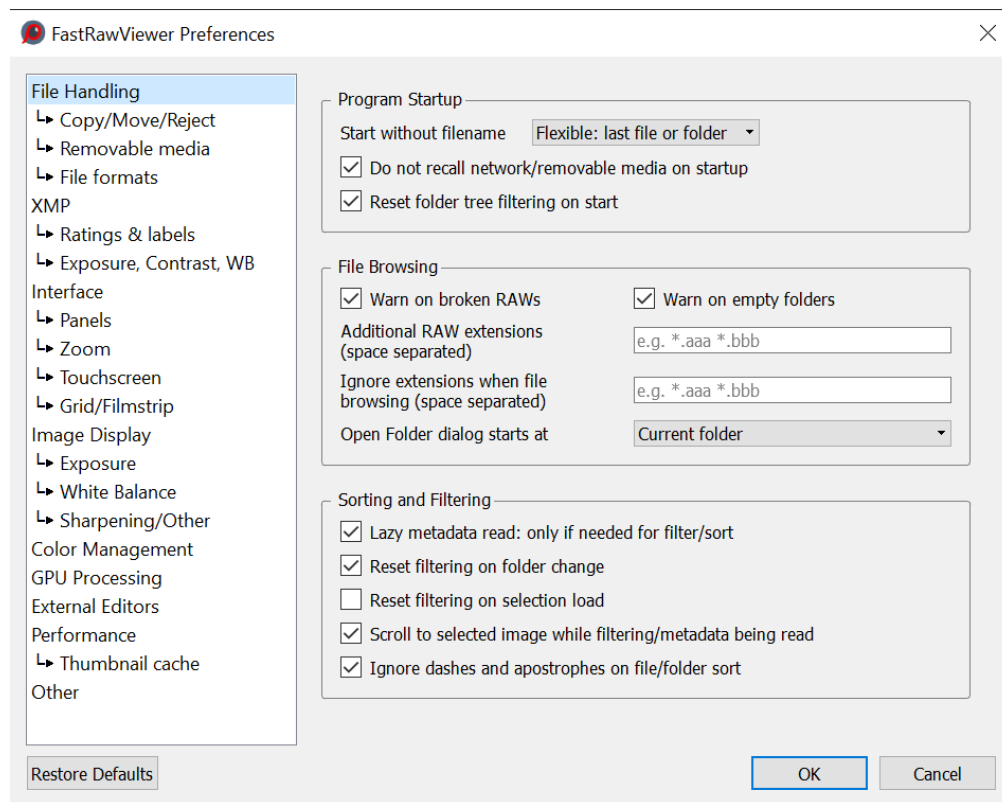 FastRawViewer Preferences
File Handling
Copy/Move/Reject
Removable media
File formats
XMP
Ratings & labels
Exposure, Contrast, WB
Interface
Panels
Zoom
Touchscreen
Grid/Filmstrip
Image Display
Exposure
White Balance
Sharpening/Other
Color Management
GPU Processing
External Editors
Performance
Thumbnail cache
Other
Program Startup
Start without filename Flexible: last file or folder
Do not recall network/removable media on startup
Reset folder tree filtering on start
File Browsing
Warn on broken RAWs Warn on empty folders
Additional RAW extensions
(space separated) e.g. *.aaa *.bbb
Ignore extensions when file
browsing (space separated) e.g. *.aaa *.bbb
Open Folder dialog starts at Current folder
Sorting and Filtering
Lazy metadata read: only if needed for filter/sort
Reset filtering on folder change
Reset filtering on selection load
Scroll to selected image while filtering/metadata being read
Ignore dashes and apostrophes on file/folder sort
Restore Defaults OK Cancel